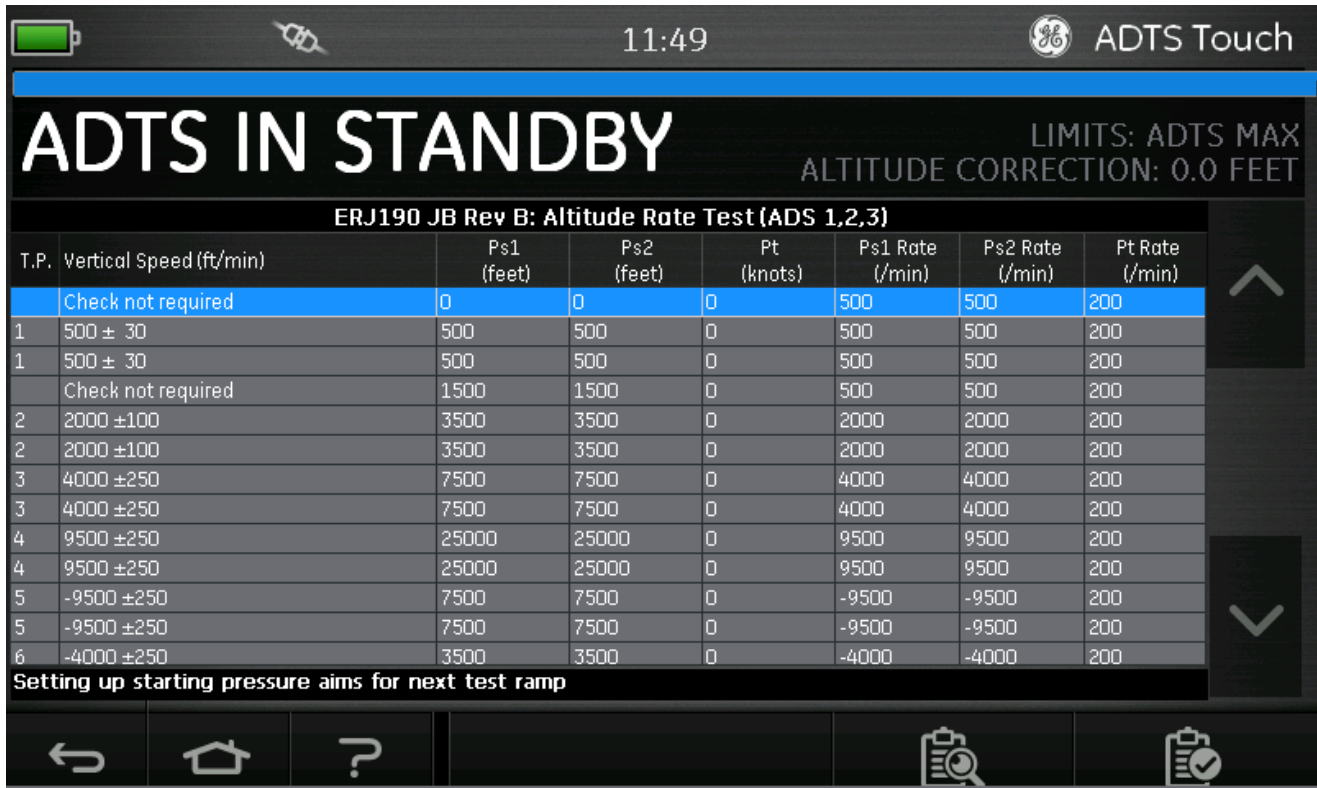 11:49
ADTS Touch
ADTS IN STANDBY
LIMITS: ADTS MAX
ALTITUDE CORRECTION: 0.0 FEET
ERJ190 JB Rev B: Altitude Rate Test (ADS 1,2,3)
T.P. Vertical Speed (ft/min) Ps1 (feet) Ps2 (feet) Pt (knots) Ps1 Rate (/min) Ps2 Rate (/min) Pt Rate (/min)
Check not required 0 0 0 500 500 200
1 500 ± 30 500 500 0 500 500 200
1 500 ± 30 500 500 0 500 500 200
Check not required 1500 1500 0 500 500 200
2 2000 ±100 3500 3500 0 2000 2000 200
2 2000 ±100 3500 3500 0 2000 2000 200
3 4000 ±250 7500 7500 0 4000 4000 200
3 4000 ±250 7500 7500 0 4000 4000 200
4 9500 ±250 25000 25000 0 9500 9500 200
4 9500 ±250 25000 25000 0 9500 9500 200
5 -9500 ±250 7500 7500 0 -9500 -9500 200
5 -9500 ±250 7500 7500 0 -9500 -9500 200
6 -4000 ±250 3500 3500 0 -4000 -4000 200
Setting up starting pressure aims for next test ramp
?